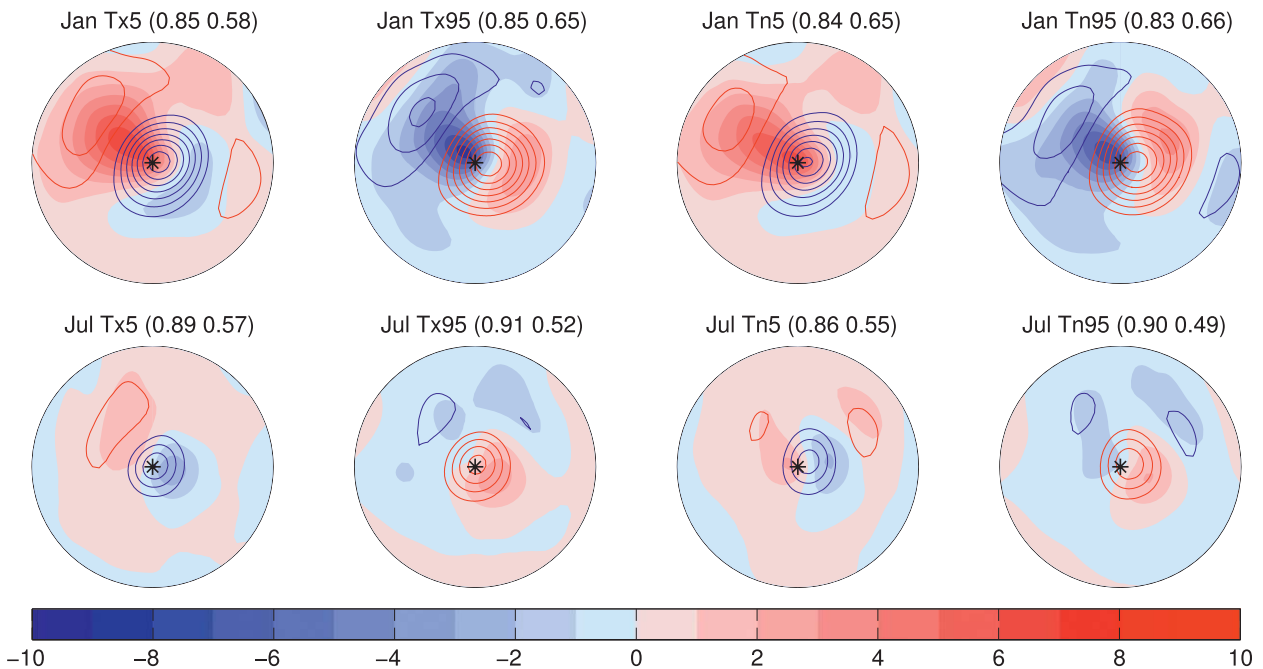 Jan Tx5 (0.85 0.58)
Jan Tx95 (0.85 0.65)
Jan Tn5 (0.84 0.65)
Jan Tn95 (0.83 0.66)
Jul Tx5 (0.89 0.57)
Jul Tx95 (0.91 0.52)
Jul Tn5 (0.86 0.55)
Jul Tn95 (0.90 0.49)
−10 −8 −6 −4 −2 0 2 4 6 8 10